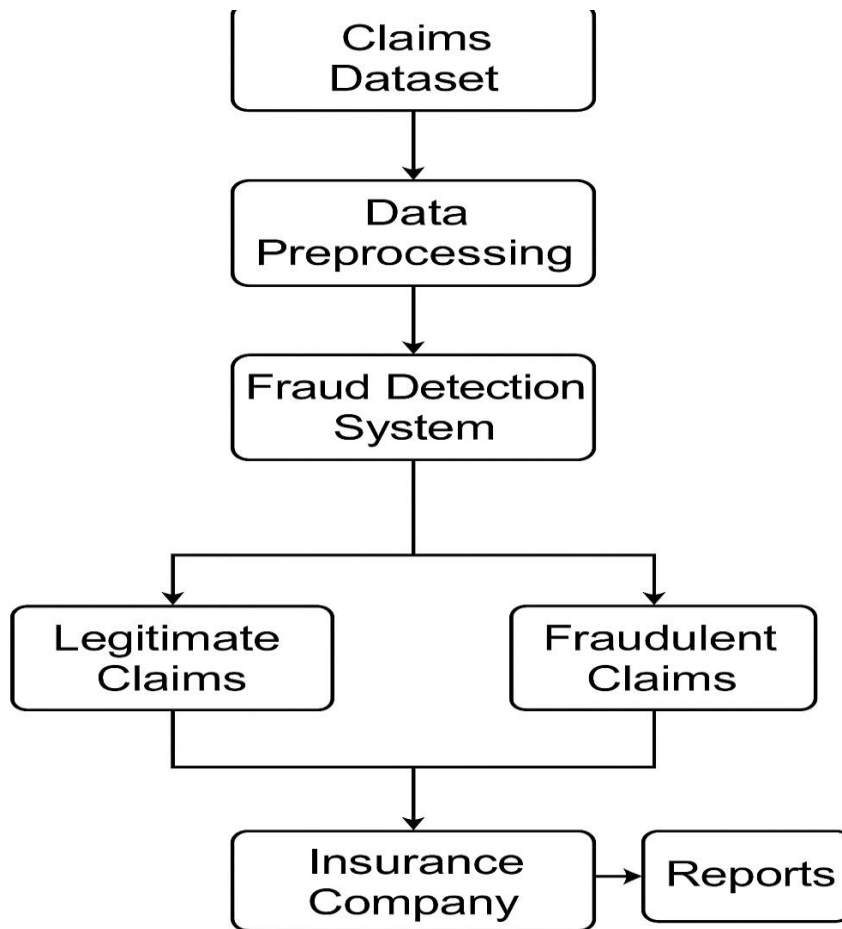 Claims
Dataset
Data
Preprocessing
Fraud Detection
System
Legitimate
Claims
Fraudulent
Claims
Insurance
Company
Reports